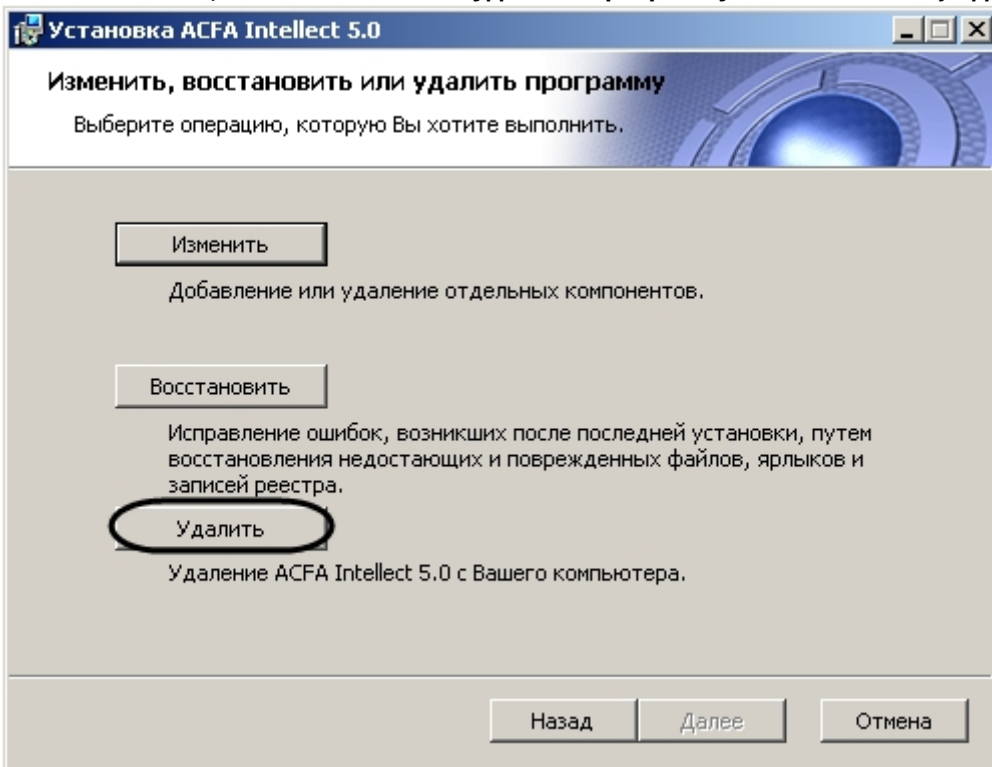 Установка ACFA Intellect 5.0
Изменить, восстановить или удалить программу
Выберите операцию, которую Вы хотите выполнить.
Изменить
Добавление или удаление отдельных компонентов.
Восстановить
Исправление ошибок, возникших после последней установки, путем
восстановления недостающих и поврежденных файлов, ярлыков и
записей реестра.
Удалить
Удаление ACFA Intellect 5.0 с Вашего компьютера.
Назад
Далее
Отмена